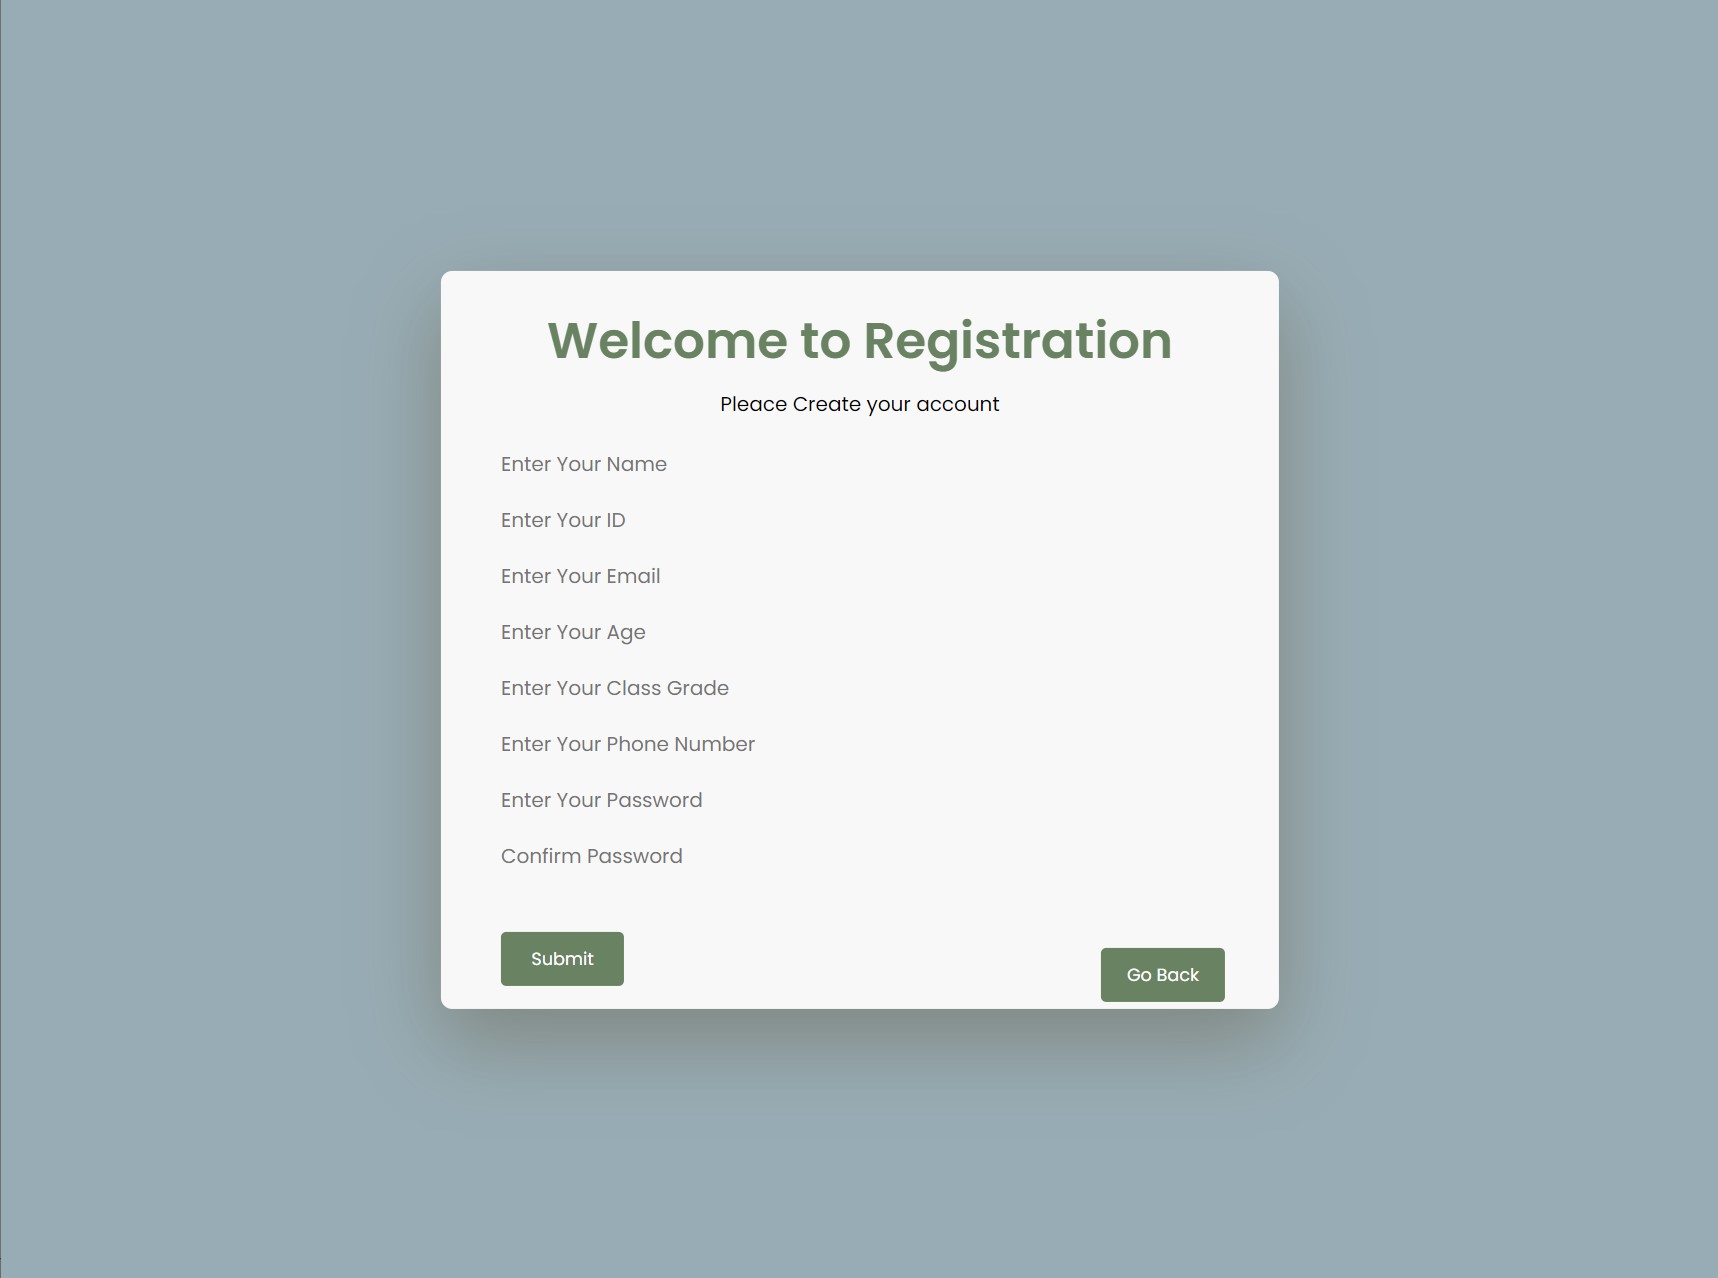 Welcome to Registration
Pleace Create your account
Enter Your Name
Enter Your ID
Enter Your Email
Enter Your Age
Enter Your Class Grade
Enter Your Phone Number
Enter Your Password
Confirm Password
Submit
Go Back